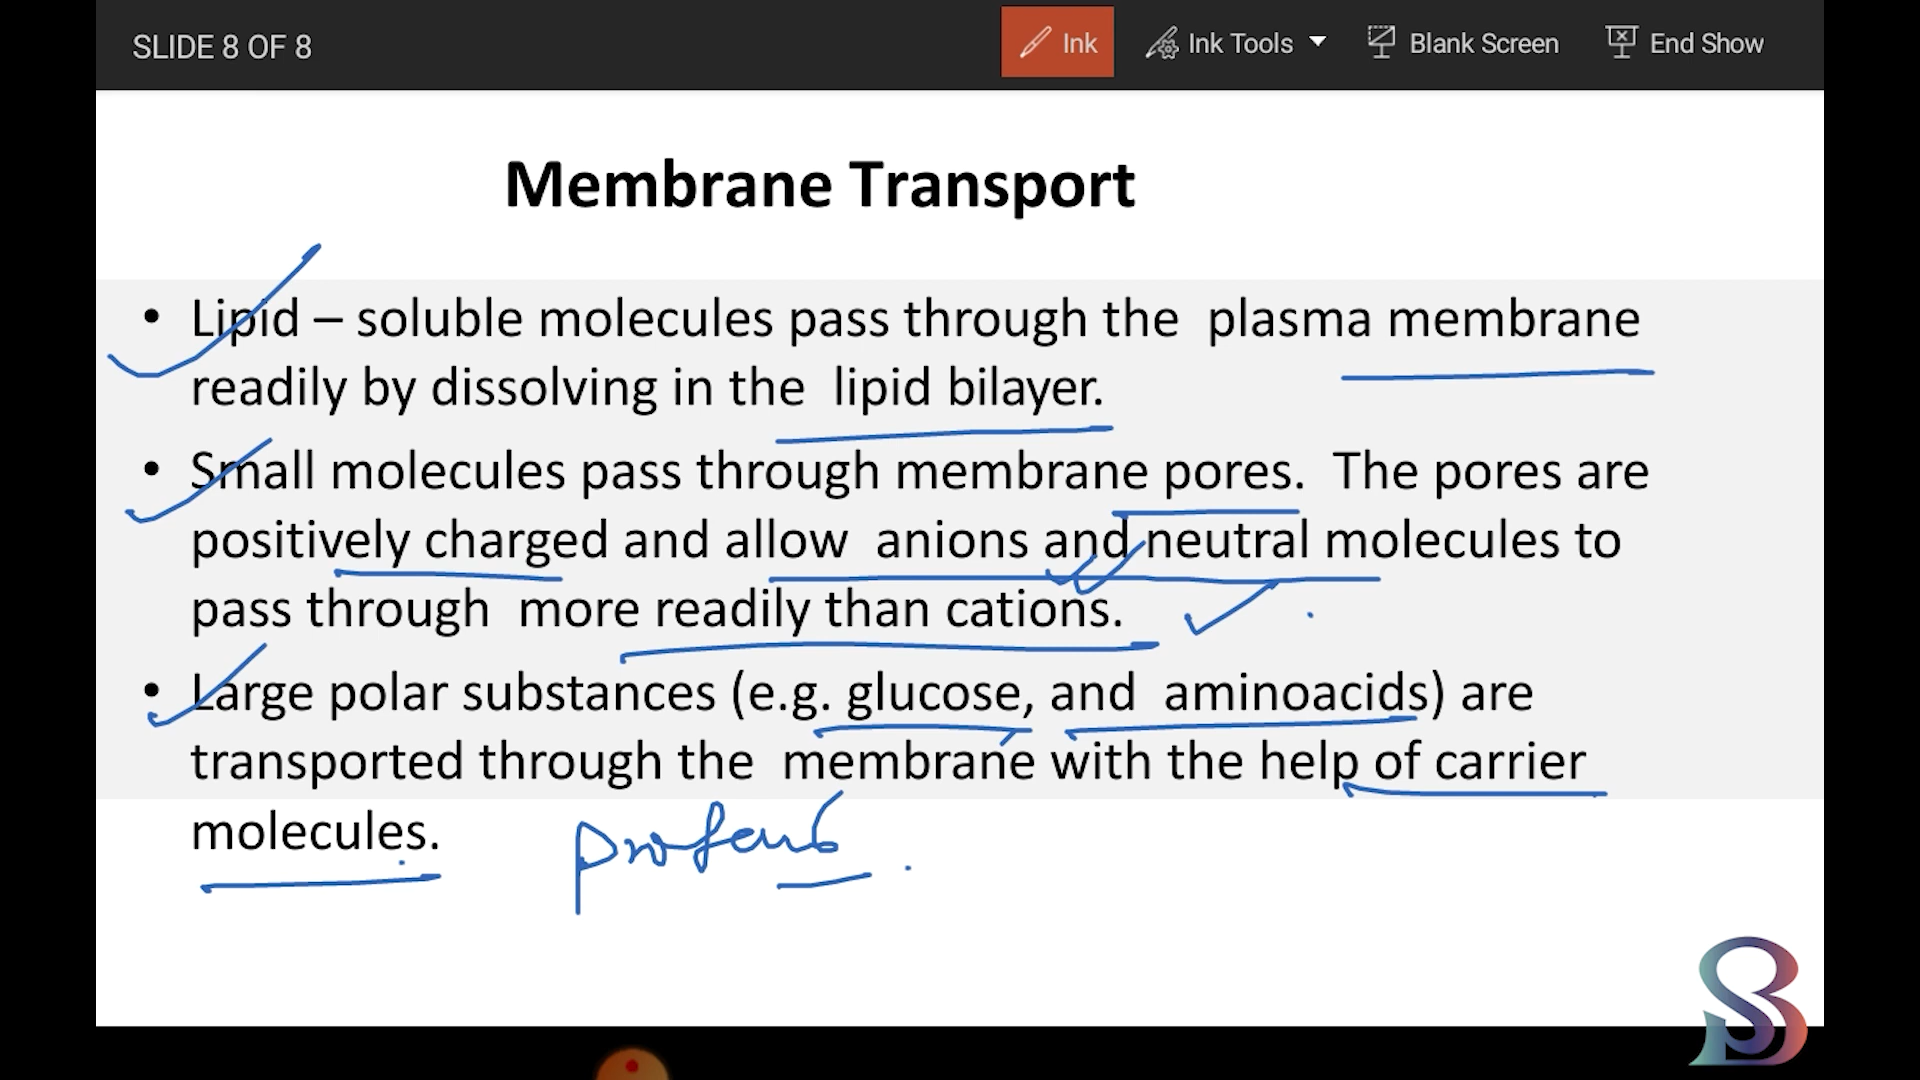 SLIDE 8 OF 8
Ink
Ink Tools
Blank Screen
End Show
Membrane Transport
• Lipid – soluble molecules pass through the plasma membrane
readily by dissolving in the lipid bilayer.
• Small molecules pass through membrane pores. The pores are
positively charged and allow anions and neutral molecules to
pass through more readily than cations.
• Large polar substances (e.g. glucose, and aminoacids) are
transported through the membrane with the help of carrier
molecules.